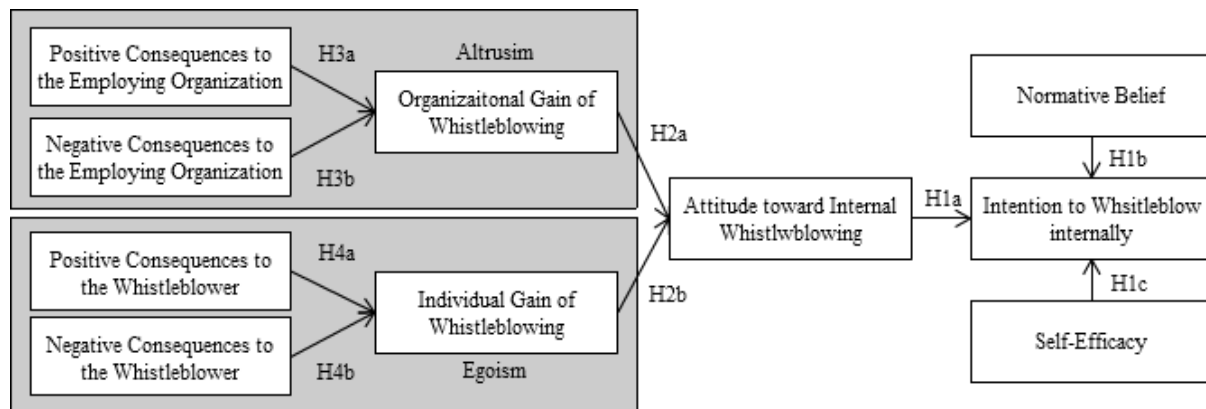 Positive Consequences to
the Employing Organization
H3a
Altrusim
Organizaitonal Gain of
Whistleblowing
Negative Consequences to
the Employing Organization
H3b
H2a
Positive Consequences to
the Whistleblower
H4a
Individual Gain of
Whistleblowing
Negative Consequences to
the Whistleblower
H4b
Egoism
H2b
Attitude toward Internal
Whistlwblowing
H1a
Normative Belief
H1b
Intention to Whsitleblow
internally
H1c
Self-Efficacy